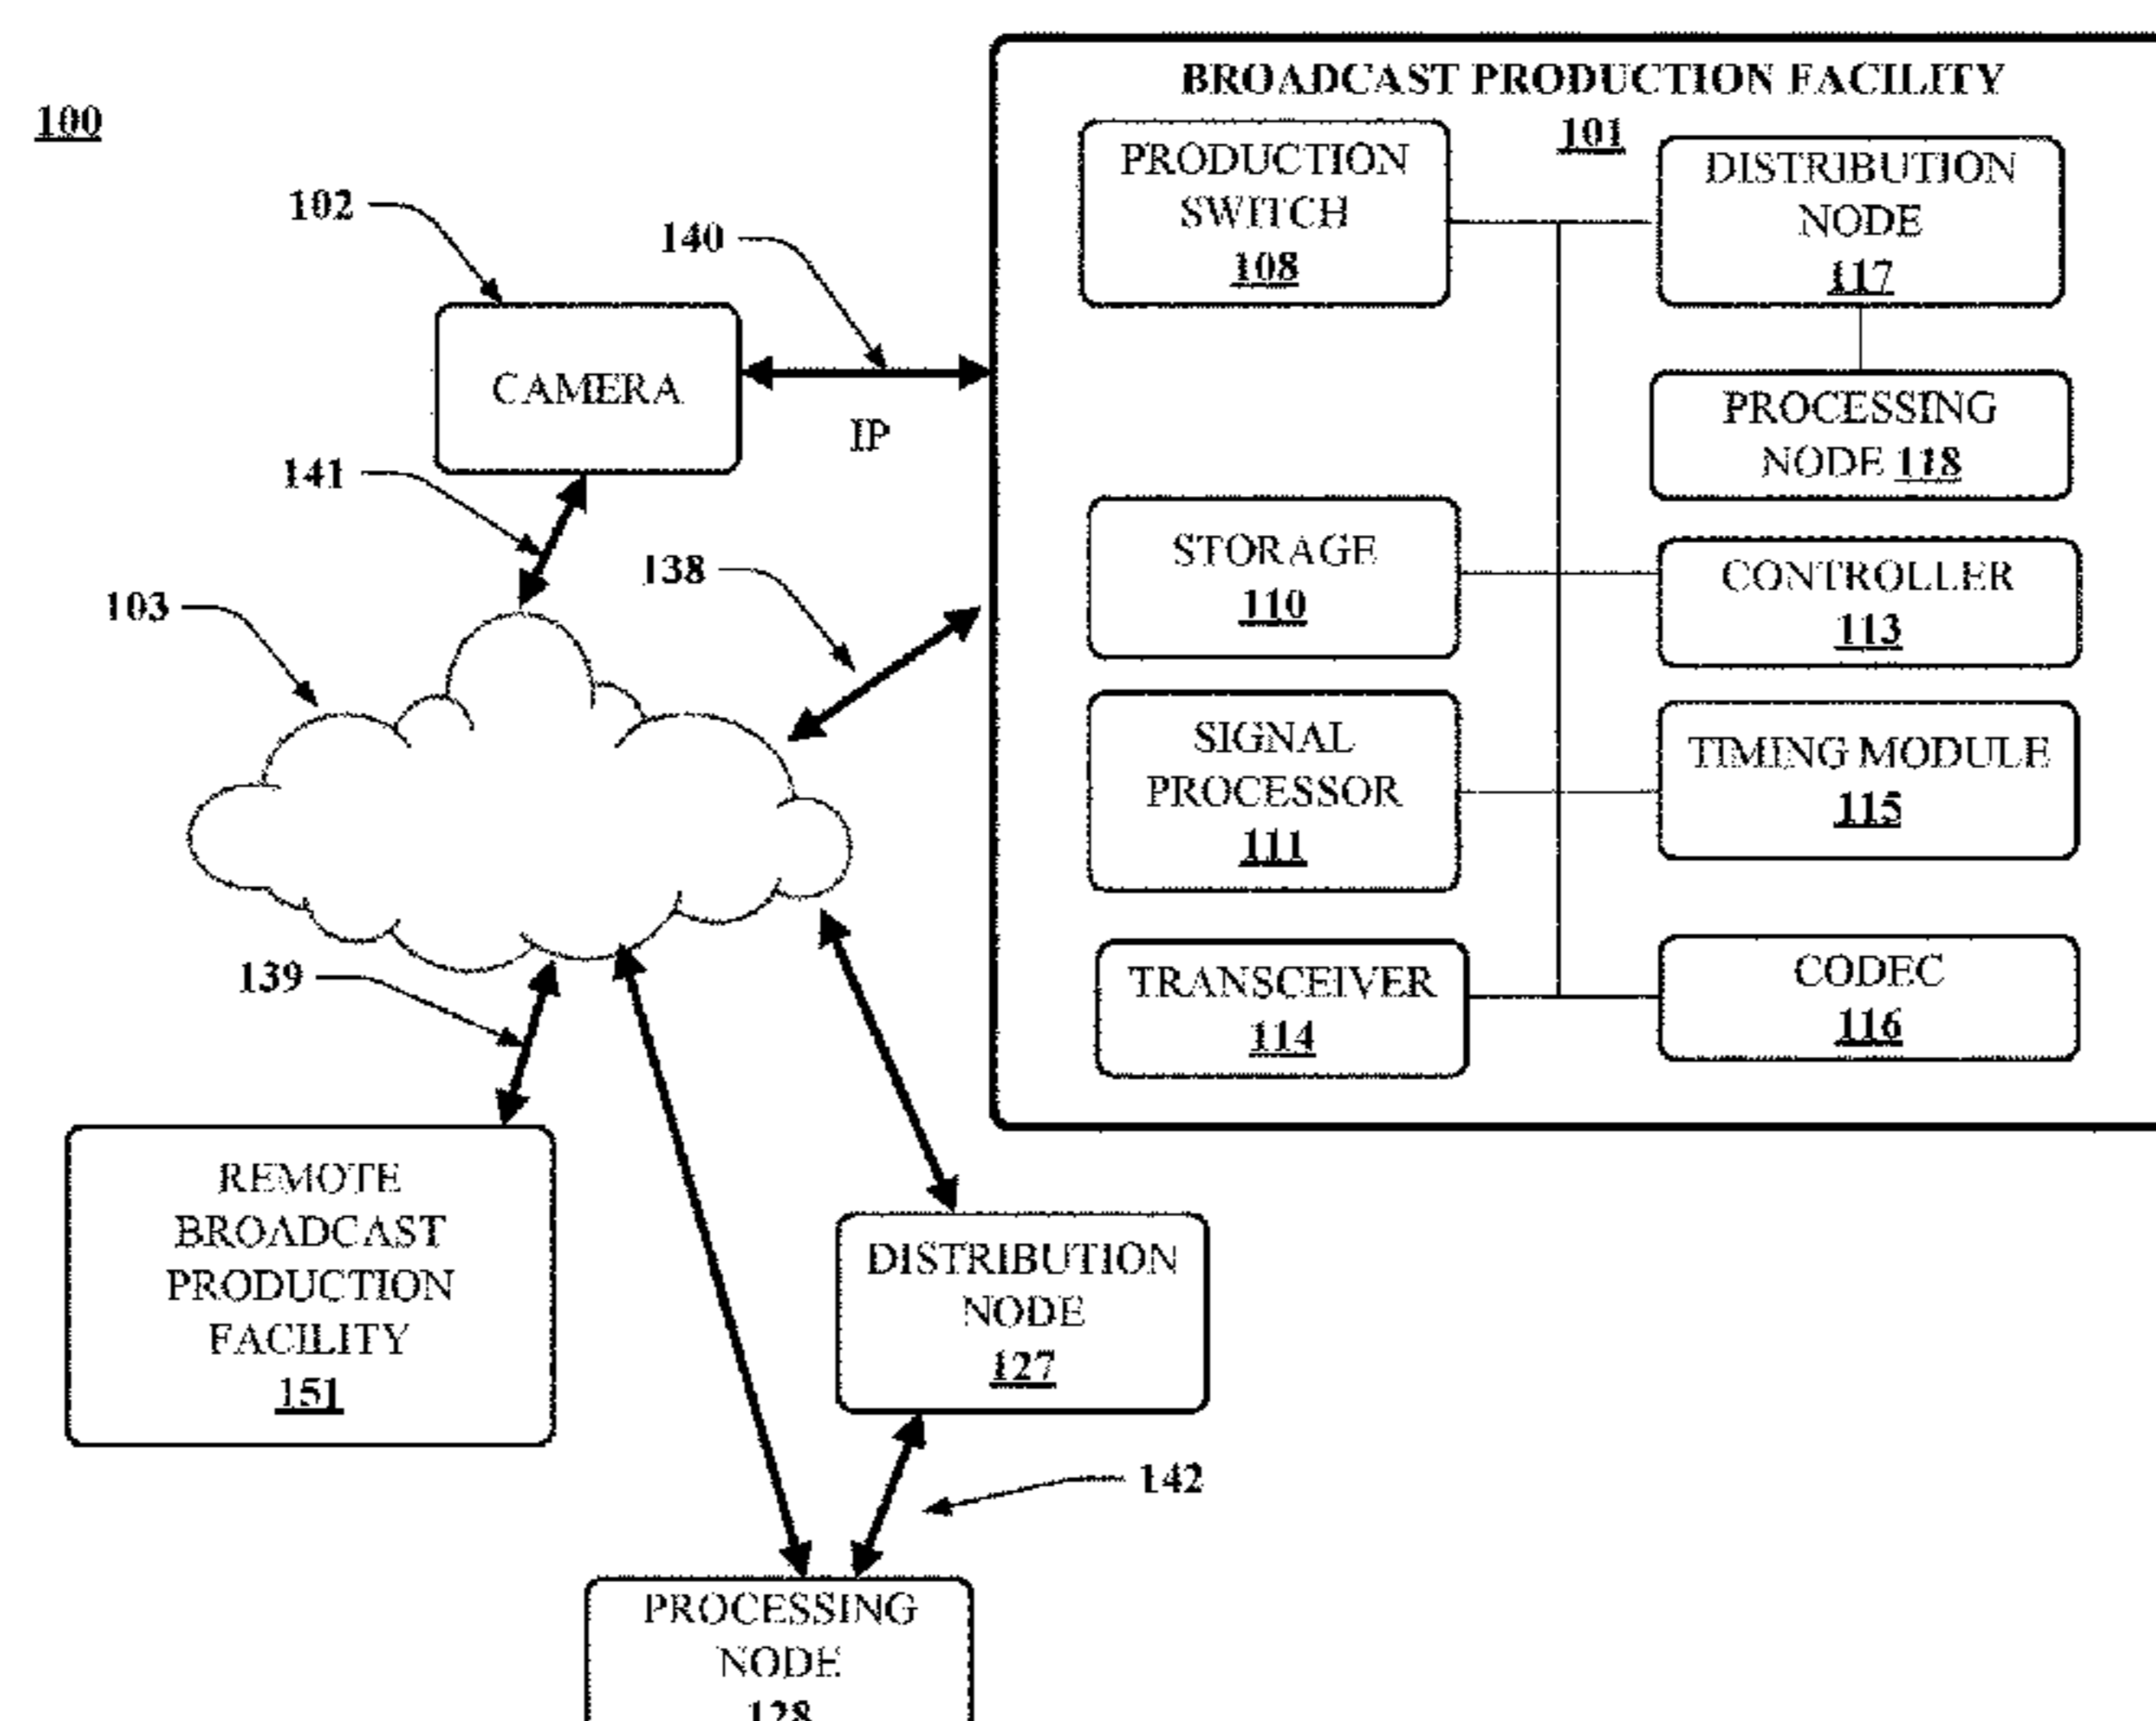 100
BROADCAST PRODUCTION FACILITY
101
PRODUCTION
SWITCH
108
DISTRIBUTION
NODE
117
PROCESSING
NODE 118
STORAGE
110
CONTROLLER
113
SIGNAL
PROCESSOR
111
TIMING MODULE
115
TRANSCEIVER
114
CODEC
116
102
140
CAMERA
IP
141
138
103
139
REMOTE
BROADCAST
PRODUCTION
FACILITY
151
DISTRIBUTION
NODE
127
142
PROCESSING
NODE
128